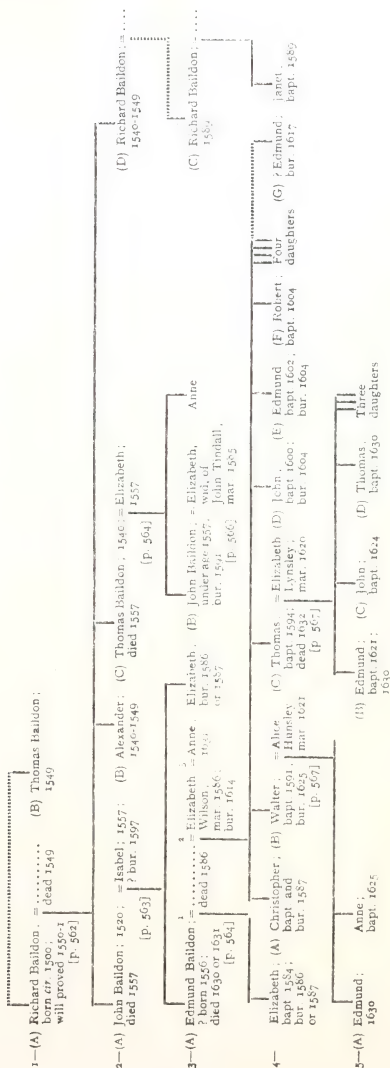 1—(A) Richard Baildon, = ..........
born cir. 1500; dead 1549
will proved 1550-1
[p. 562]
(B) Thomas Baildon;
1549
2—(A) John Baildon; 1520; = Isabel; 1557;
died 1557 ? bur. 1597
[p. 563]
(B) Alexander;
1540-1549
(C) Thomas Baildon, 1540; = Elizabeth;
died 1557 1557
[p. 564]
(D) Richard Baildon; = .....
1540-1549
3—(A) Edmund Baildon; = .......... = Elizabeth = Anne,
? born 1556; dead 1586 Wilson,
died 1630 or 1631 mar 1586;
[p. 564] bur. 1614
1 2
Elizabeth;
bur. 1586
or 1587
(B) John Baildon, = Elizabeth,
under age 1557; wid. of
John Tindall,
[p. 566] mar 1585
Anne
(C) Richard Baildon; = .....
1589
4—
Elizabeth;
bapt 1584;
bur 1586
or 1587
(A) Christopher,
bapt and
bur. 1587
(B) Walter, = Alice
bapt 1591, Hunsley
bur. 1625 mar 1621
[p. 567]
(C) Thomas = Elizabeth
bapt 1594; Lynsley;
dead 1632 mar. 1620
[p. 567]
(D) John,
bapt 1600;
bur 1604
(E) Edmund
bapt 1602,
bur. 1604
(F) Robert,
bapt. 1604
Four
daughters
(G) ? Edmund,
bur. 1617
Janet,
bapt. 1589
5—(A) Edmund;
1630
Anne;
bapt. 1625
(B) Edmund;
bapt 1621;
1630
(C) John;
bapt 1624
(D) Thomas,
bapt 1630
Three
daughters